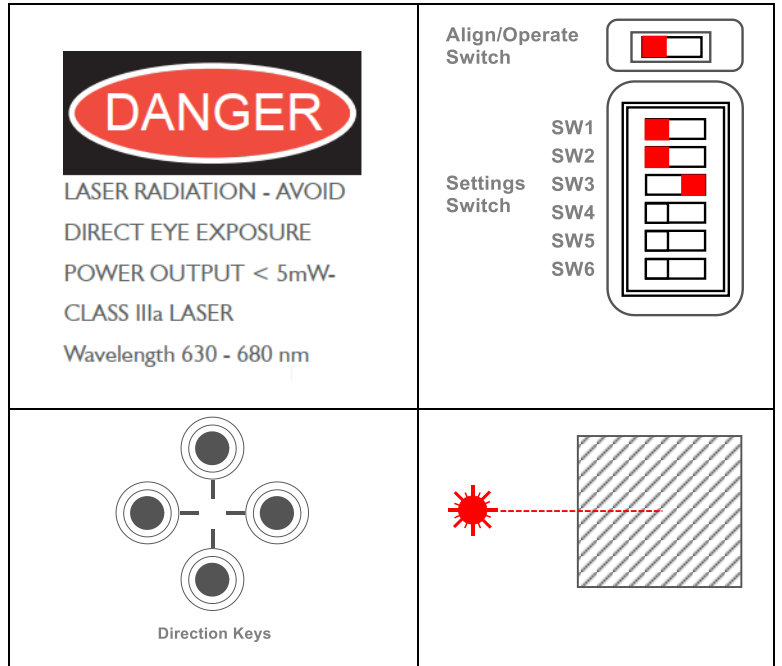 DANGER
LASER RADIATION - AVOID
DIRECT EYE EXPOSURE
POWER OUTPUT < 5mW-
CLASS IIIa LASER
Wavelength 630 - 680 nm
Align/Operate
Switch
SW1
SW2
Settings SW3
Switch SW4
SW5
SW6
Direction Keys